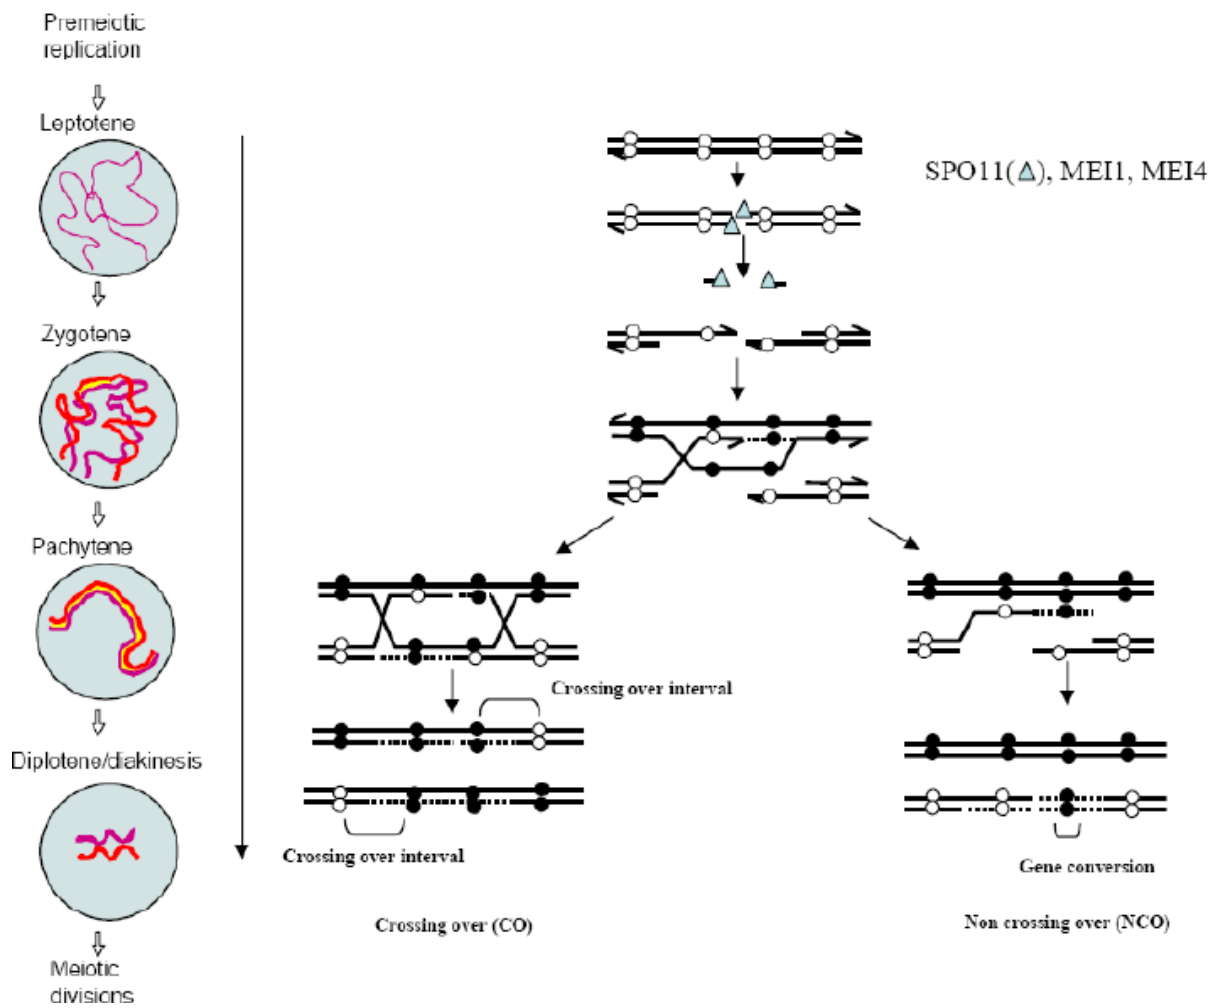 Premeiotic
replication
Leptotene
Zygotene
Pachytene
Diplotene/diakinesis
Meiotic
divisions
SPO11(△), MEI1, MEI4
Crossing over interval
Crossing over interval
Crossing over (CO)
Gene conversion
Non crossing over (NCO)